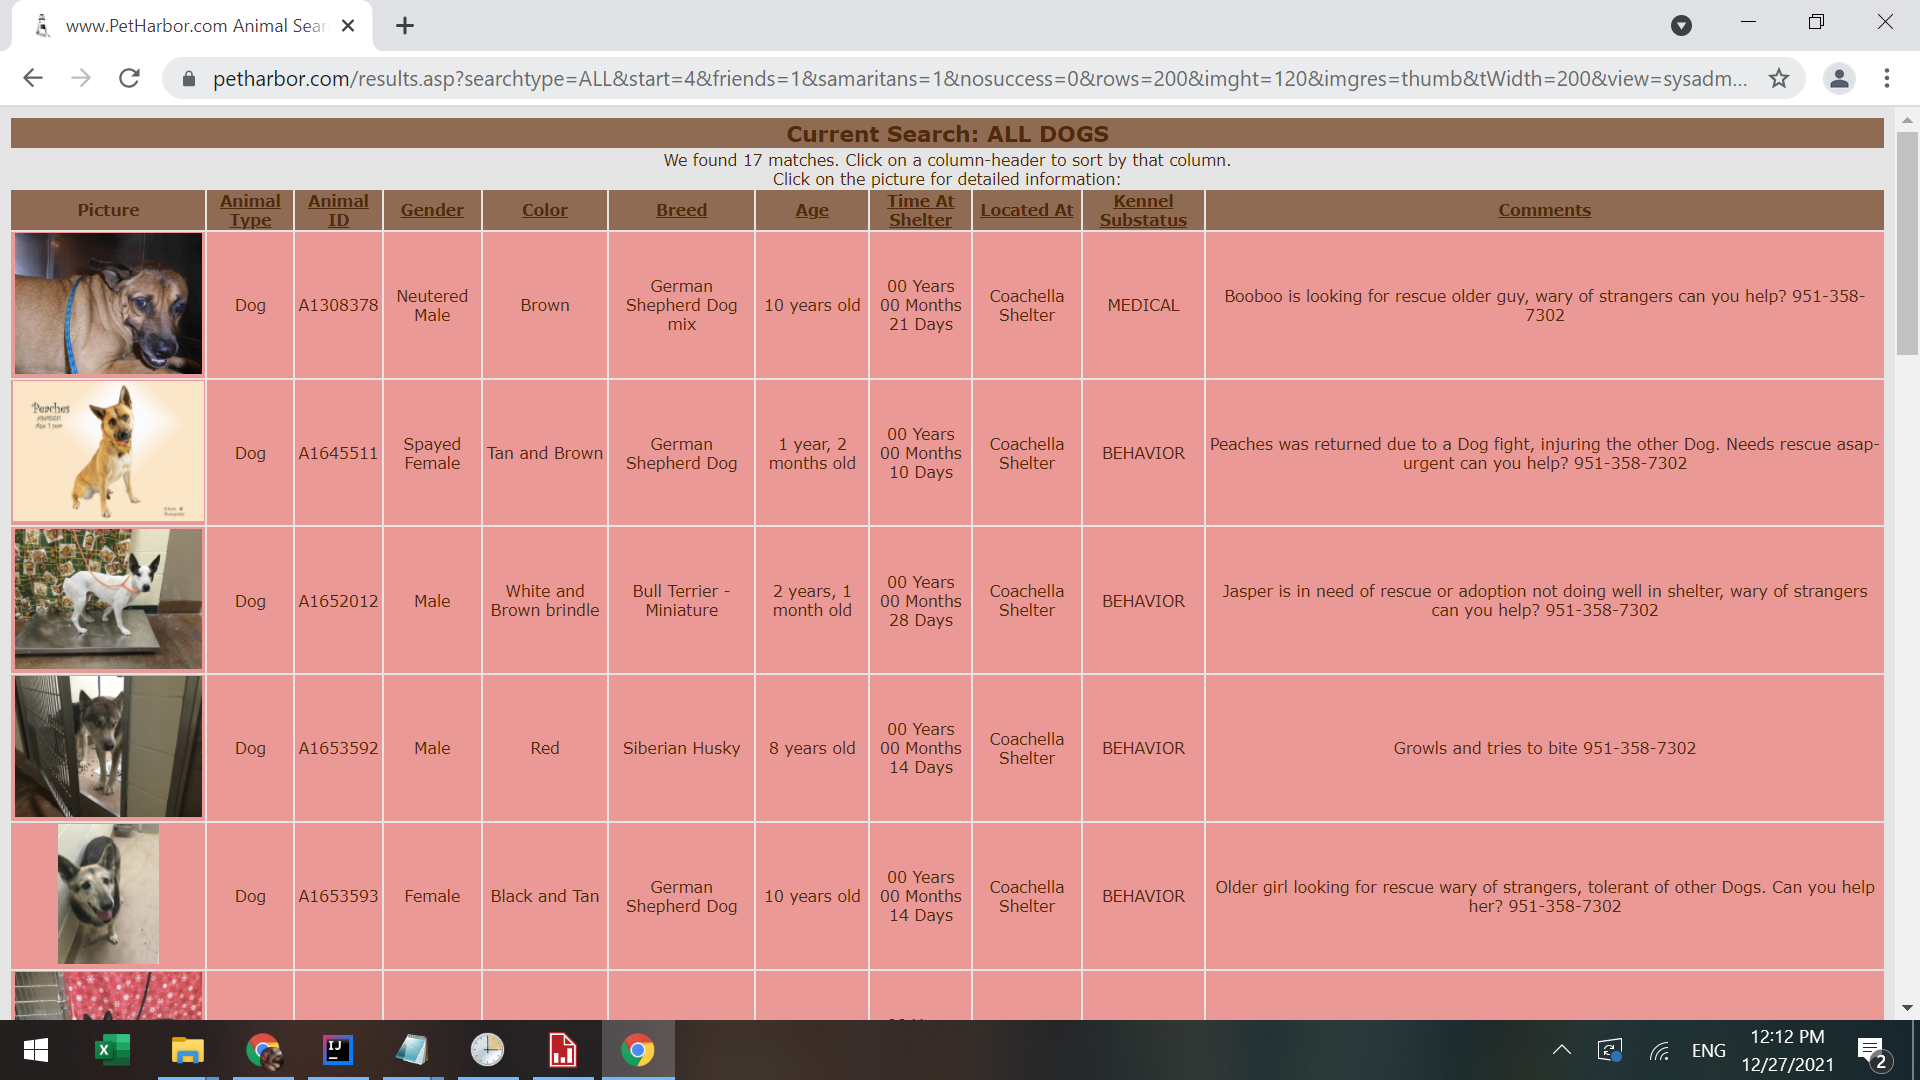 www.PetHarbor.com Animal Sear
petharbor.com/results.asp?searchtype=ALL&start=4&friends=1&samaritans=1&nosuccess=0&rows=200&imght=120&imgres=thumb&tWidth=200&view=sysadm...
Current Search: ALL DOGS
We found 17 matches. Click on a column-header to sort by that column.
Click on the picture for detailed information:
Picture
Animal
Type
Animal
ID
Gender
Color
Breed
Age
Time At
Shelter
Located At
Kennel
Substatus
Comments
Dog
A1308378
Neutered
Male
Brown
German
Shepherd Dog
mix
10 years old
00 Years
00 Months
21 Days
Coachella
Shelter
MEDICAL
Booboo is looking for rescue older guy, wary of strangers can you help? 951-358-
7302
Peaches
Dog
A1645511
Spayed
Female
Tan and Brown
German
Shepherd Dog
1 year, 2
months old
00 Years
00 Months
10 Days
Coachella
Shelter
BEHAVIOR
Peaches was returned due to a Dog fight, injuring the other Dog. Needs rescue asap-
urgent can you help? 951-358-7302
Dog
A1652012
Male
White and
Brown brindle
Bull Terrier -
Miniature
2 years, 1
month old
00 Years
00 Months
28 Days
Coachella
Shelter
BEHAVIOR
Jasper is in need of rescue or adoption not doing well in shelter, wary of strangers
can you help? 951-358-7302
Dog
A1653592
Male
Red
Siberian Husky
8 years old
00 Years
00 Months
14 Days
Coachella
Shelter
BEHAVIOR
Growls and tries to bite 951-358-7302
Dog
A1653593
Female
Black and Tan
German
Shepherd Dog
10 years old
00 Years
00 Months
14 Days
Coachella
Shelter
BEHAVIOR
Older girl looking for rescue wary of strangers, tolerant of other Dogs. Can you help
her? 951-358-7302
IJ
ENG
12:12 PM
12/27/2021
2